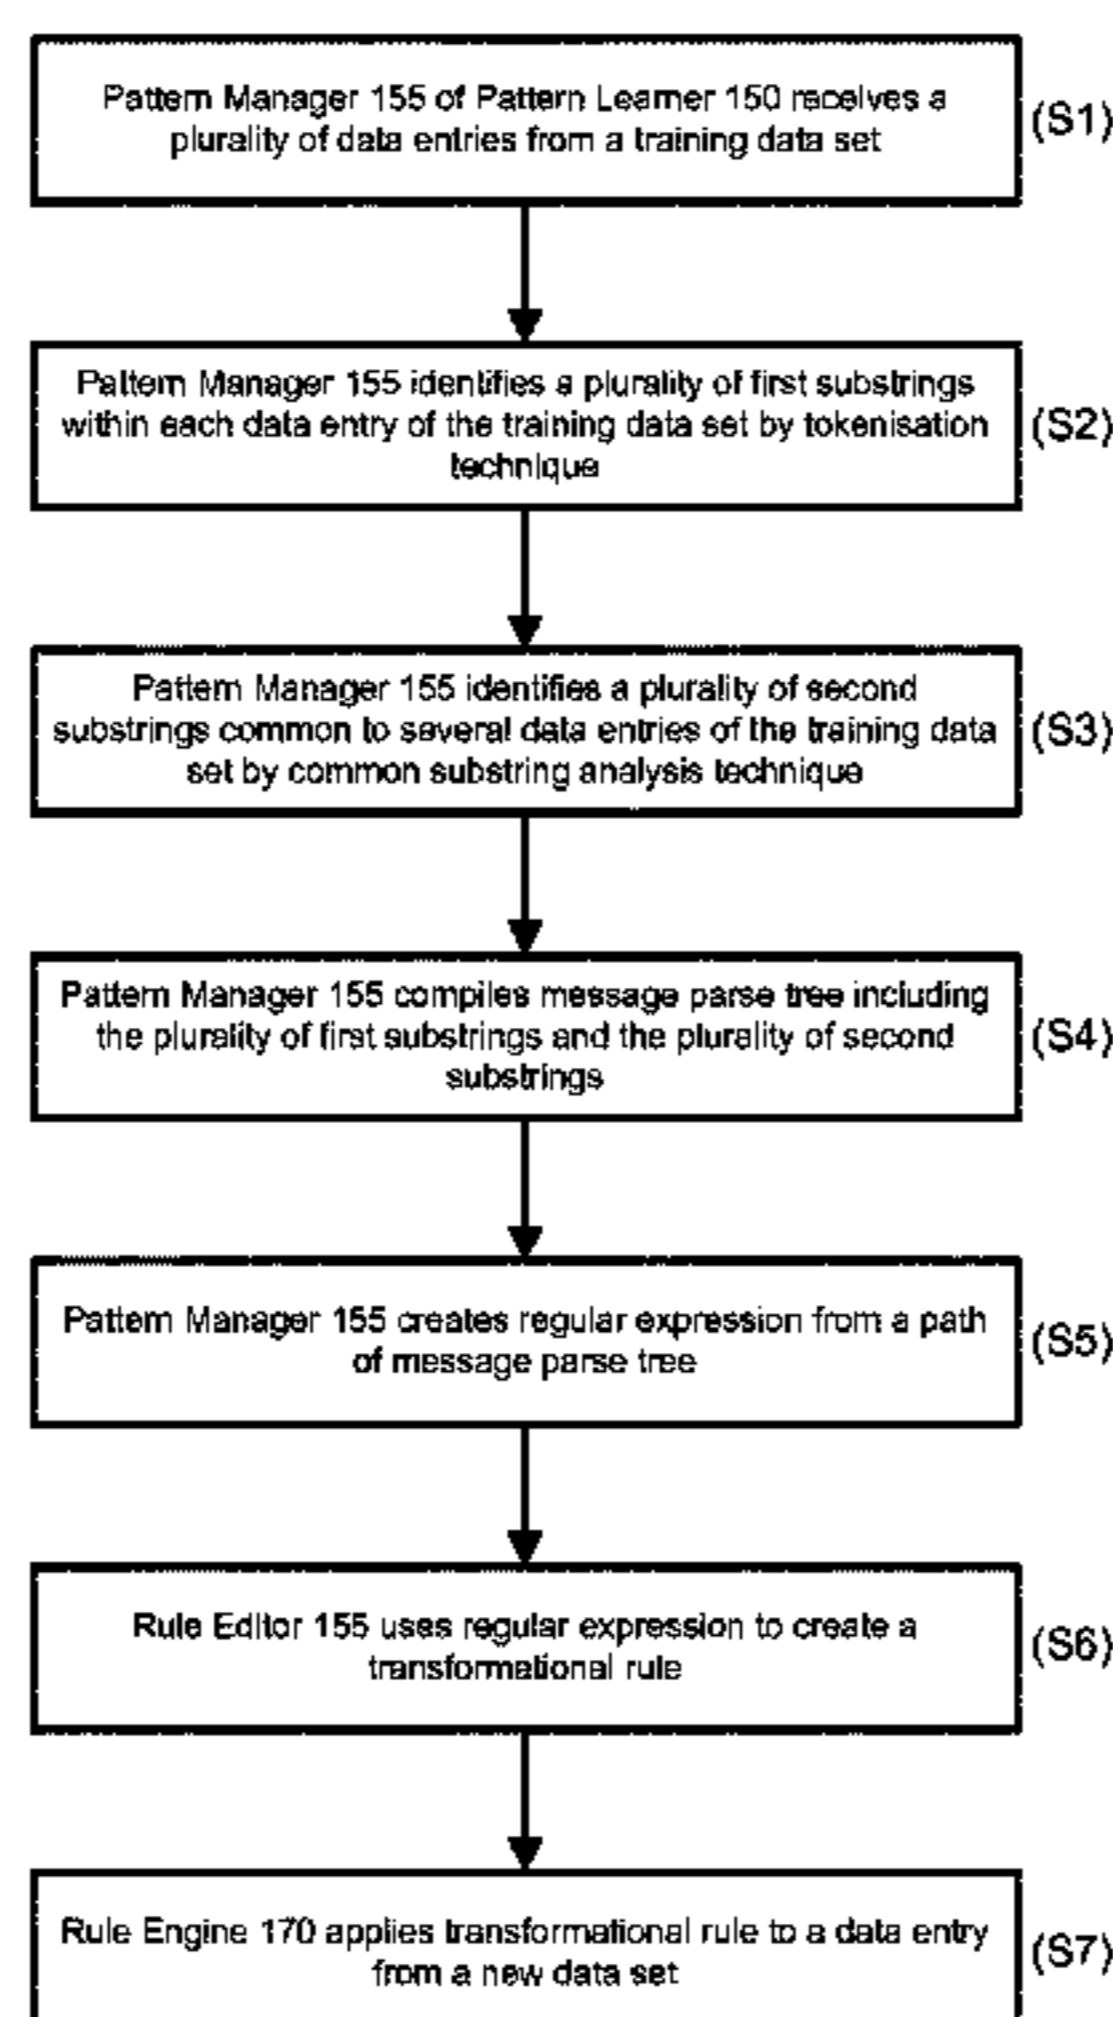 Pattern Manager 155 of Pattern Learner 150 receives a
plurality of data entries from a training data set
(S1)
Pattern Manager 155 identifies a plurality of first substrings
within each data entry of the training data set by tokenisation
technique
(S2)
Pattern Manager 155 identifies a plurality of second
substrings common to several data entries of the training data
set by common substring analysis technique
(S3)
Pattern Manager 155 compiles message parse tree including
the plurality of first substrings and the plurality of second
substrings
(S4)
Pattern Manager 155 creates regular expression from a path
of message parse tree
(S5)
Rule Editor 155 uses regular expression to create a
transformational rule
(S6)
Rule Engine 170 applies transformational rule to a data entry
from a new data set
(S7)